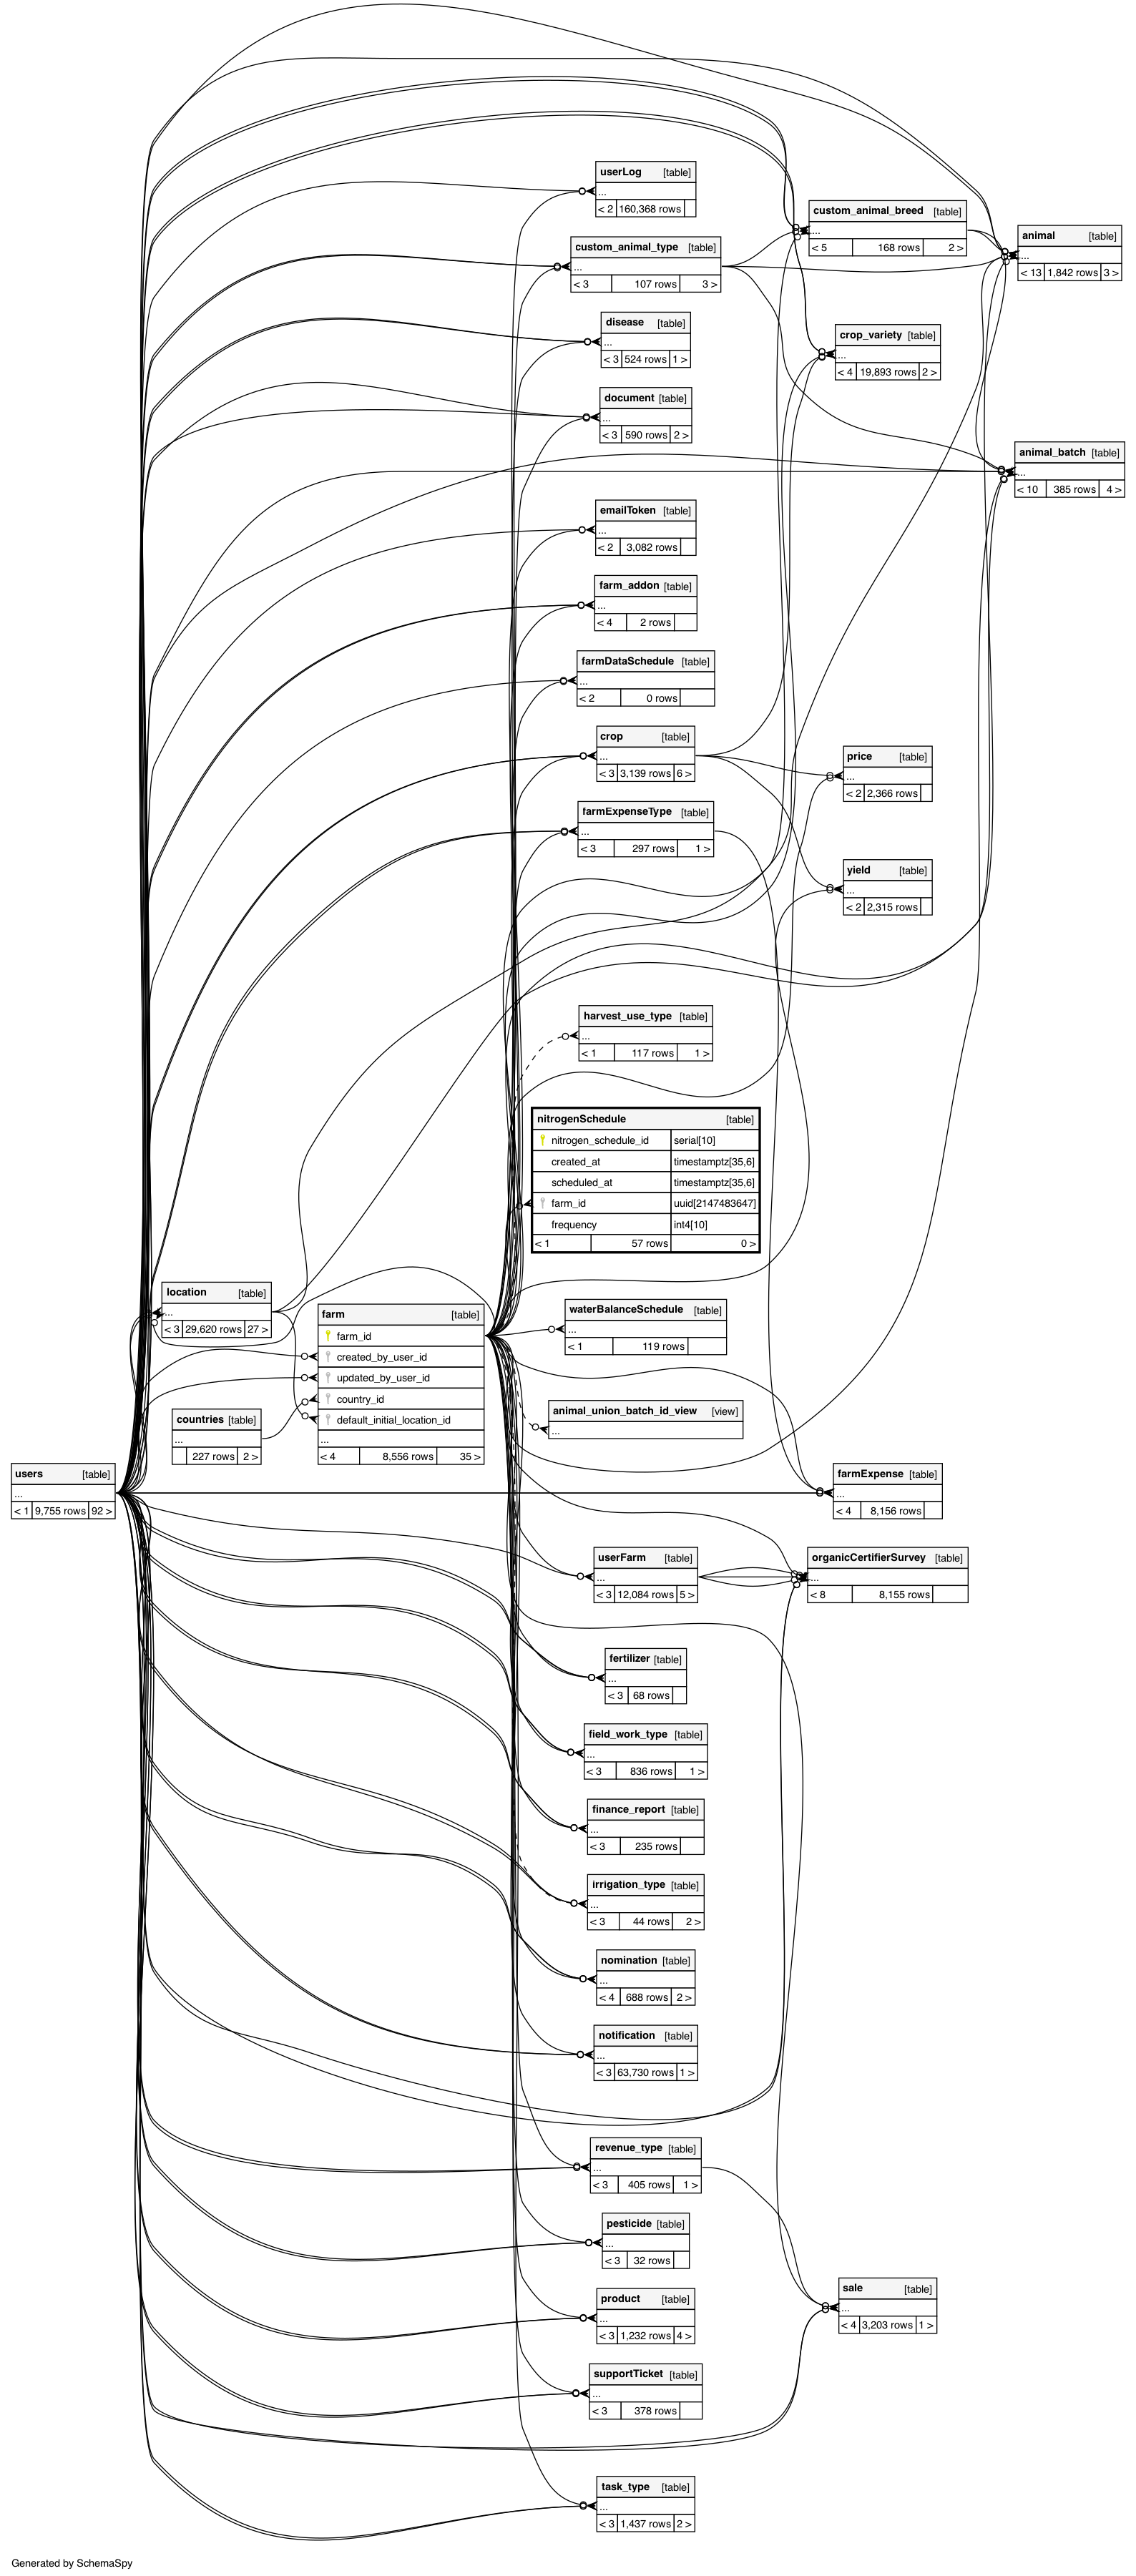 userLog [table]
...
< 2 160,368 rows
custom_animal_breed [table]
...
< 5 168 rows 2 >
animal [table]
...
< 13 1,842 rows 3 >
custom_animal_type [table]
...
< 3 107 rows 3 >
disease [table]
...
< 3 524 rows 1 >
crop_variety [table]
...
< 4 19,893 rows 2 >
document [table]
...
< 3 590 rows 2 >
animal_batch [table]
...
< 10 385 rows 4 >
emailToken [table]
...
< 2 3,082 rows
farm_addon [table]
...
< 4 2 rows
farmDataSchedule [table]
...
< 2 0 rows
crop [table]
...
< 3 3,139 rows 6 >
price [table]
...
< 2 2,366 rows
farmExpenseType [table]
...
< 3 297 rows 1 >
yield [table]
...
< 2 2,315 rows
harvest_use_type [table]
...
< 1 117 rows 1 >
nitrogenSchedule [table]
nitrogen_schedule_id serial[10]
created_at timestamptz[35,6]
scheduled_at timestamptz[35,6]
farm_id uuid[2147483647]
frequency int4[10]
< 1 57 rows 0 >
location [table]
...
< 3 29,620 rows 27 >
farm [table]
farm_id
created_by_user_id
updated_by_user_id
country_id
default_initial_location_id
...
< 4 8,556 rows 35 >
waterBalanceSchedule [table]
...
< 1 119 rows
countries [table]
...
227 rows 2 >
animal_union_batch_id_view [view]
...
users [table]
...
< 1 9,755 rows 92 >
farmExpense [table]
...
< 4 8,156 rows
userFarm [table]
...
< 3 12,084 rows 5 >
organicCertifierSurvey [table]
...
< 8 8,155 rows
fertilizer [table]
...
< 3 68 rows
field_work_type [table]
...
< 3 836 rows 1 >
finance_report [table]
...
< 3 235 rows
irrigation_type [table]
...
< 3 44 rows 2 >
nomination [table]
...
< 4 688 rows 2 >
notification [table]
...
< 3 63,730 rows 1 >
revenue_type [table]
...
< 3 405 rows 1 >
pesticide [table]
...
< 3 32 rows
product [table]
...
< 3 1,232 rows 4 >
sale [table]
...
< 4 3,203 rows 1 >
supportTicket [table]
...
< 3 378 rows
task_type [table]
...
< 3 1,437 rows 2 >
Generated by SchemaSpy